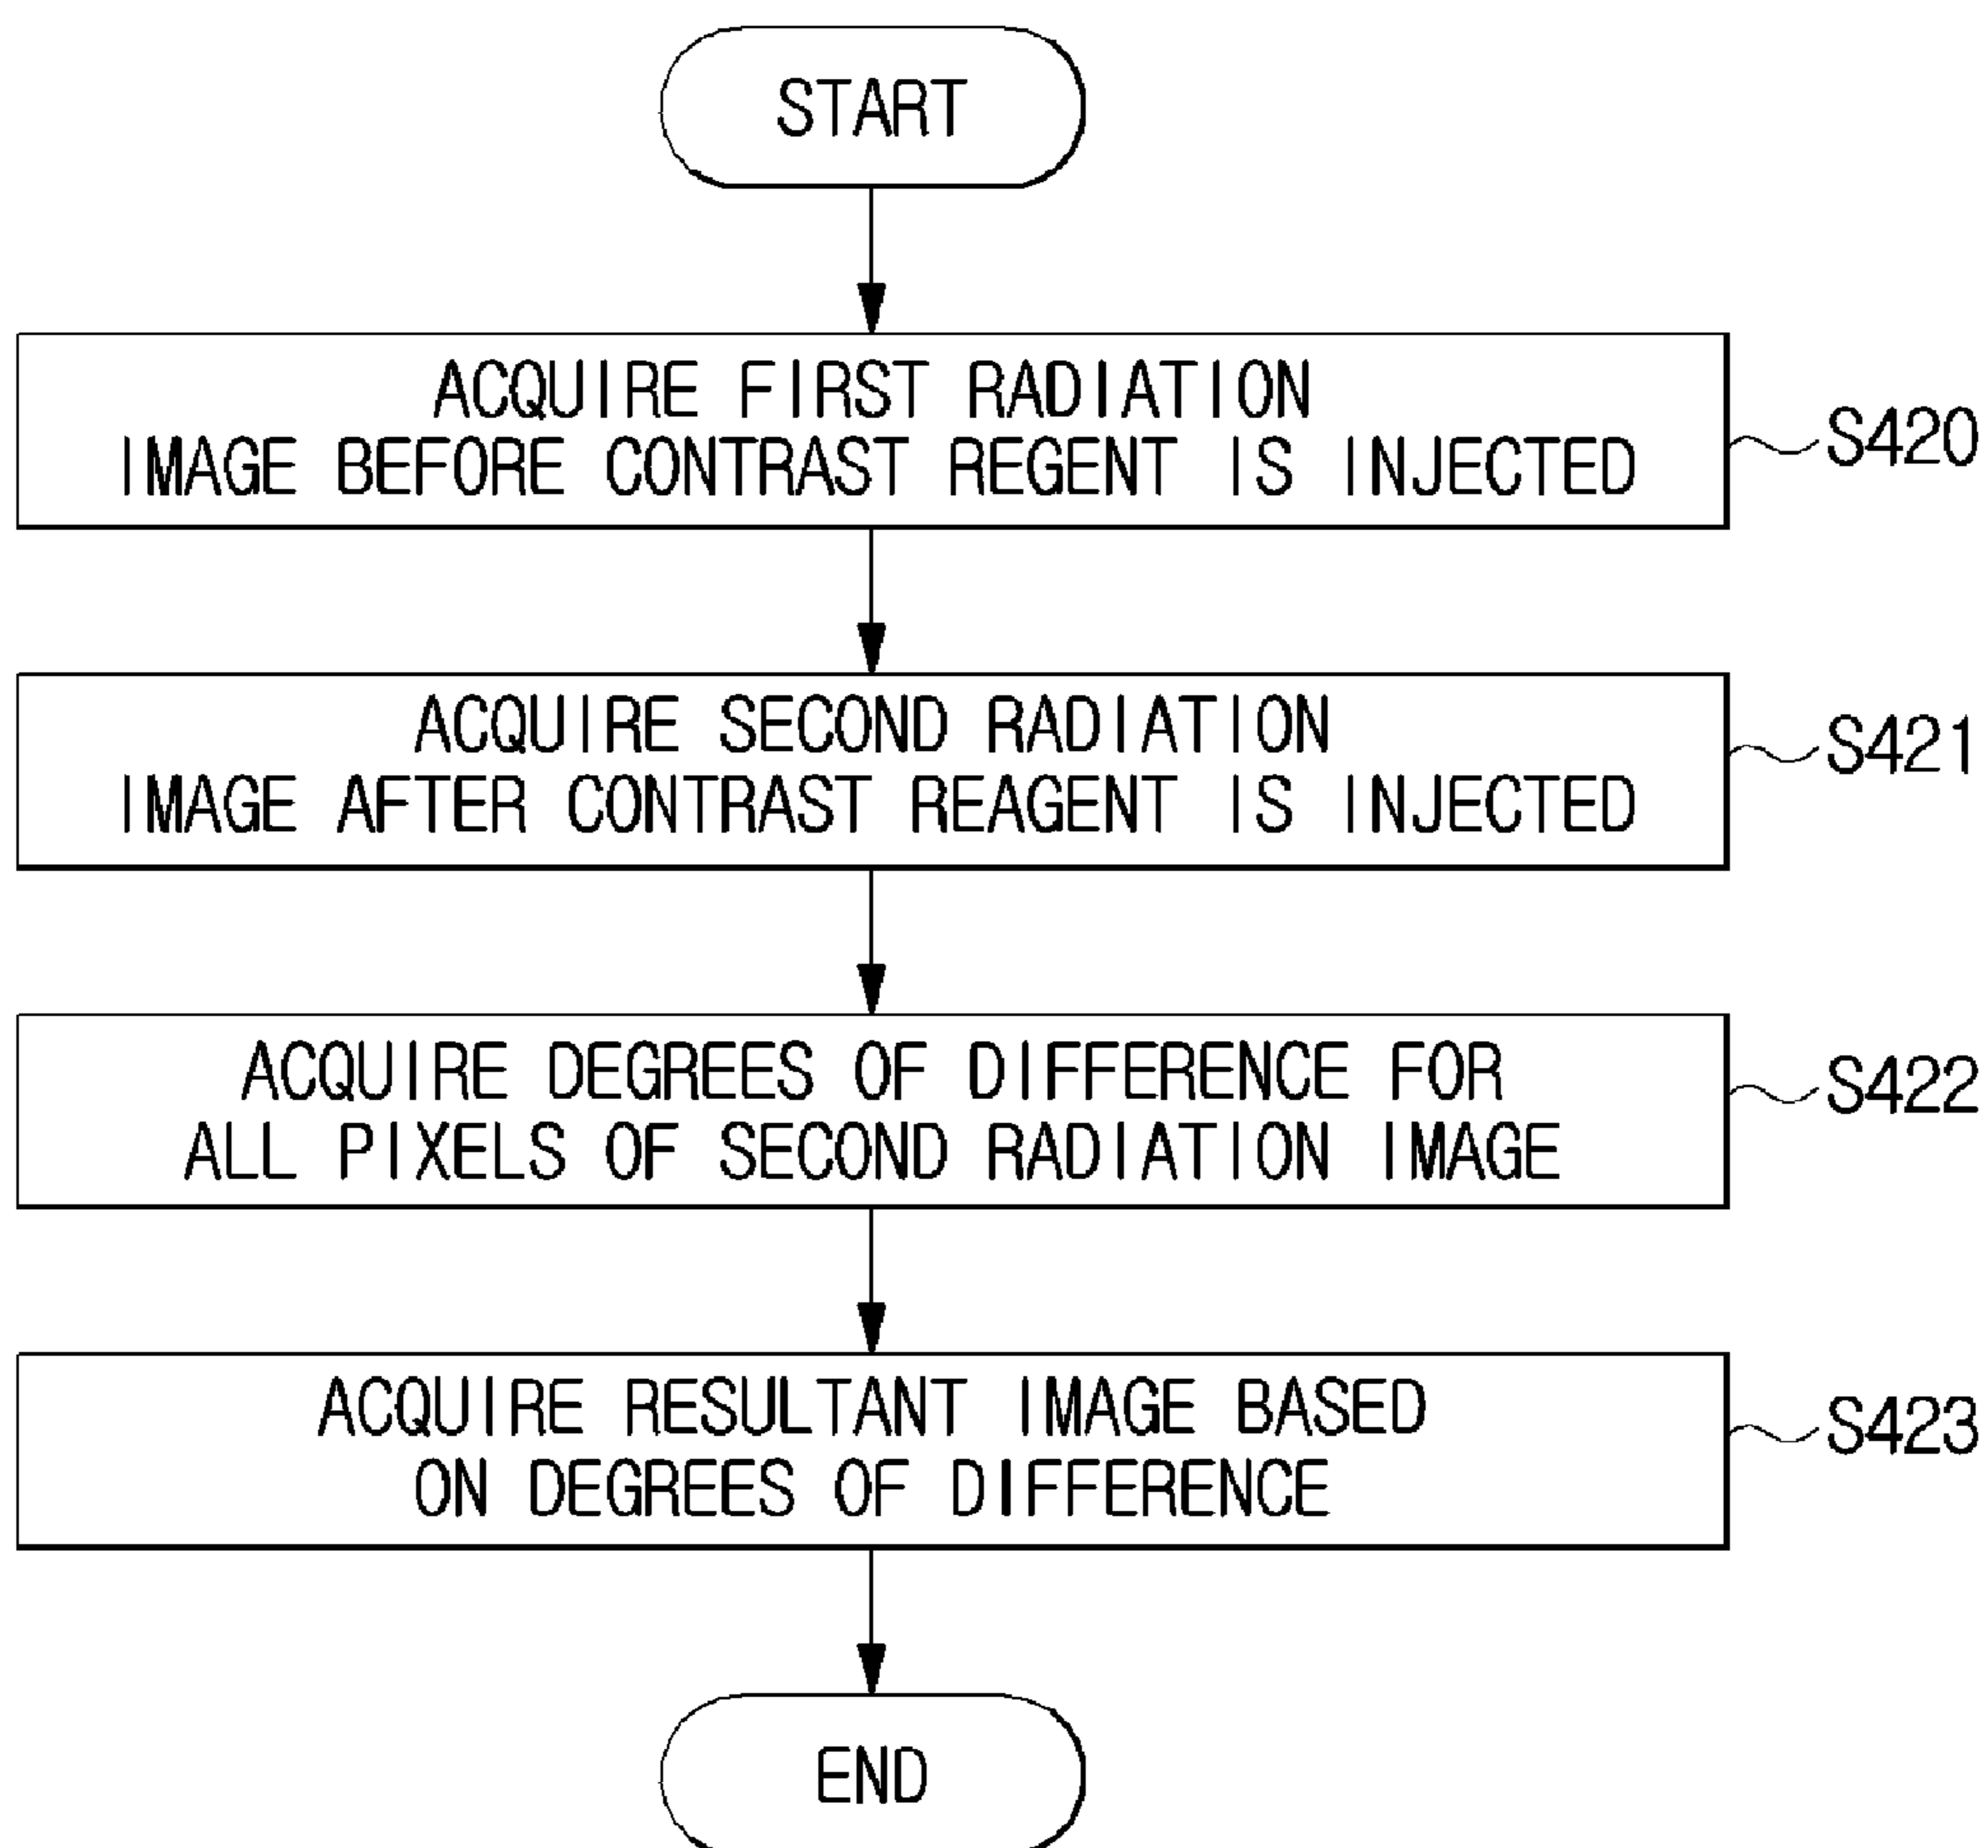 START
ACQUIRE FIRST RADIATION
IMAGE BEFORE CONTRAST REGENT IS INJECTED
S420
ACQUIRE SECOND RADIATION
IMAGE AFTER CONTRAST REAGENT IS INJECTED
S421
ACQUIRE DEGREES OF DIFFERENCE FOR
ALL PIXELS OF SECOND RADIATION IMAGE
S422
ACQUIRE RESULTANT IMAGE BASED
ON DEGREES OF DIFFERENCE
S423
END